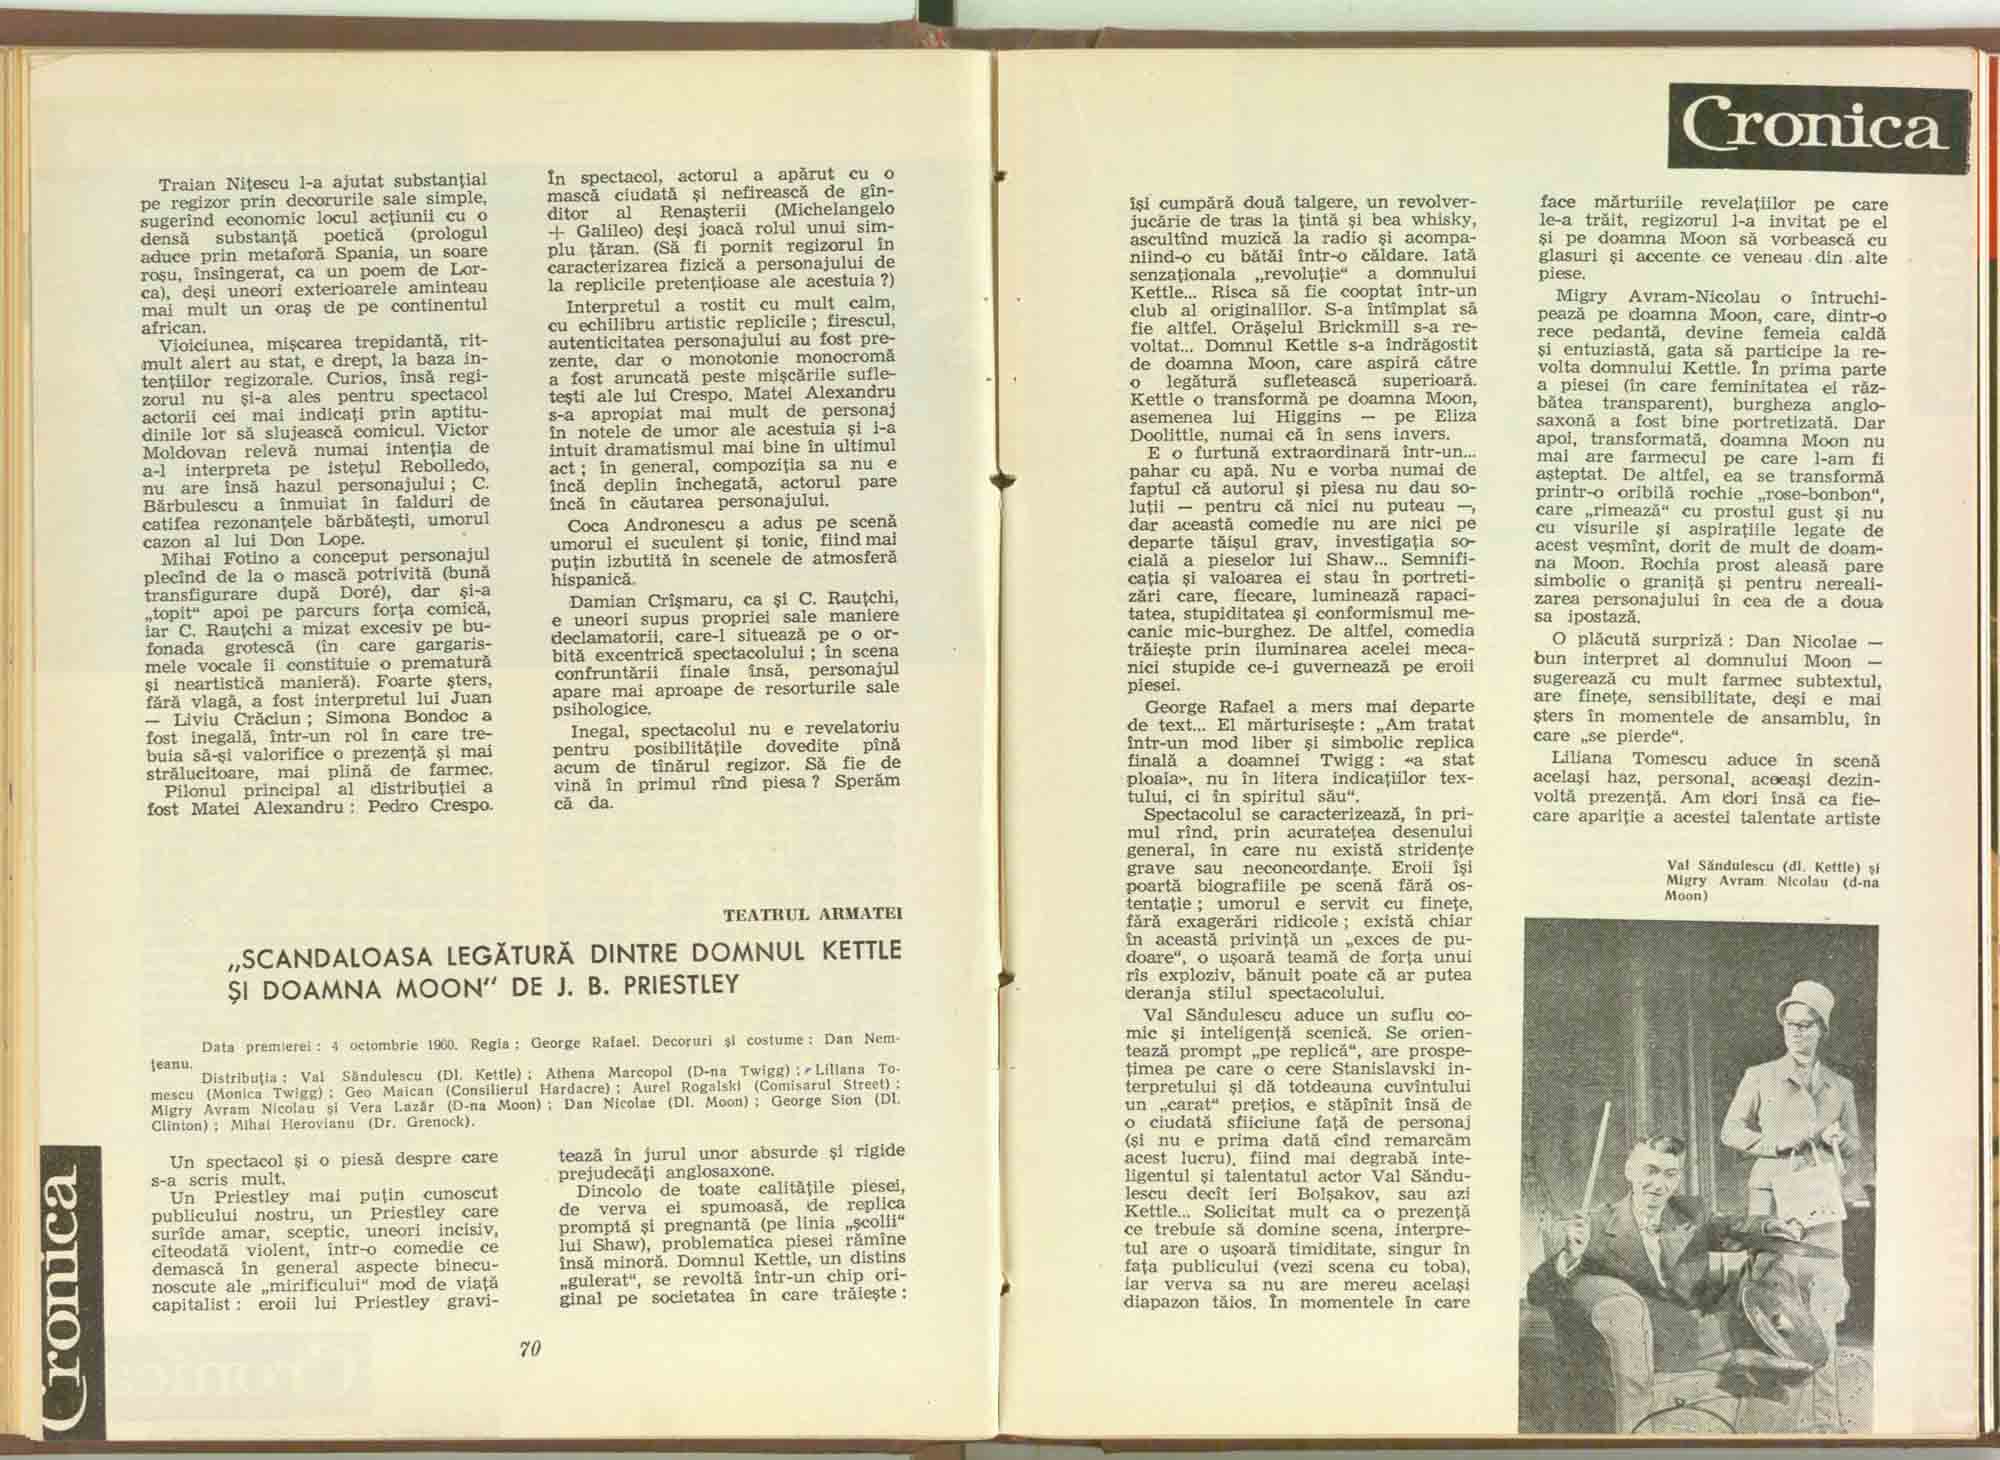 Traian Nițescu l-a ajutat substanțial
pe regizor prin decorurile sale simple,
sugerînd economic locul acțiunii cu o
densă substanță poetică (prologul
aduce prin metaforă Spania, un soare
roșu, însîngerat, ca un poem de Lor-
ca), deși uneori exterioarele aminteau
mai mult un oraș de pe continentul
african.
Vioiciunea, mișcarea trepidantă, rit-
mult alert au stat, e drept, la baza in-
tențiilor regizorale. Curios, însă regi-
zorul nu și-a ales pentru spectacol
actorii cei mai indicați prin aptitu-
dinile lor să slujească comicul. Victor
Moldovan relevă numai intenția de
a-l interpreta pe istețul Rebolledo,
nu are însă hazul personajului ; C.
Bărbulescu a înmuiat în falduri de
catifea rezonanțele bărbătești, umorul
cazon al lui Don Lope.
Mihai Fotino a conceput personajul
plecînd de la o mască potrivită (bună
transfigurare după Doré), dar și-a
„topit“ apoi pe parcurs forța comică,
iar C. Rauțchi a mizat excesiv pe bu-
fonada grotescă (în care gargaris-
mele vocale îi constituie o prematură
și neartistică manieră). Foarte șters,
fără vlagă, a fost interpretul lui Juan
— Liviu Crăciun ; Simona Bondoc a
fost inegală, într-un rol în care tre-
buia să-și valorifice o prezență și mai
strălucitoare, mai plină de farmec.
Pilonul principal al distribuției a
fost Matei Alexandru : Pedro Crespo.
În spectacol, actorul a apărut cu o
mască ciudată și nefirească de gîn-
ditor al Renașterii (Michelangelo
+ Galileo) deși joacă rolul unui sim-
plu țăran. (Să fi pornit regizorul în
caracterizarea fizică a personajului de
la replicile pretențioase ale acestuia ?)
Interpretul a rostit cu mult calm,
cu echilibru artistic replicile ; firescul,
autenticitatea personajului au fost pre-
zente, dar o monotonie monocromă
a fost aruncată peste mișcările sufle-
tești ale lui Crespo. Matei Alexandru
s-a apropiat mai mult de personaj
în notele de umor ale acestuia și i-a
intuit dramatismul mai bine în ultimul
act ; în general, compoziția sa nu e
încă deplin închegată, actorul pare
încă în căutarea personajului.
Coca Andronescu a adus pe scenă
umorul ei suculent și tonic, fiind mai
puțin izbutită în scenele de atmosferă
hispanică.
Damian Crîșmaru, ca și C. Rauțchi,
e uneori supus propriei sale maniere
declamatorii, care-l situează pe o or-
bită excentrică spectacolului ; în scena
confruntării finale însă, personajul
apare mai aproape de resorturile sale
psihologice.
Inegal, spectacolul nu e revelatoriu
pentru posibilitățile dovedite pînă
acum de tînărul regizor. Să fie de
vină în primul rînd piesa ? Sperăm
că da.
TEATRUL ARMATEI
„SCANDALOASA LEGĂTURĂ DINTRE DOMNUL KETTLE
ȘI DOAMNA MOON“ DE J. B. PRIESTLEY
Data premierei : 4 octombrie 1960. Regia : George Rafael. Decoruri și costume : Dan Nem-
țeanu.
Distribuția : Val Săndulescu (Dl. Kettle) ; Athena Marcopol (D-na Twigg) ; Liliana To-
mescu (Monica Twigg) ; Geo Maican (Consilierul Hardacre) ; Aurel Rogalski (Comisarul Street) ;
Migry Avram Nicolau și Vera Lazăr (D-na Moon) ; Dan Nicolae (Dl. Moon) ; George Sion (Dl.
Clinton) ; Mihai Herovianu (Dr. Grenock).
Un spectacol și o piesă despre care
s-a scris mult.
Un Priestley mai puțin cunoscut
publicului nostru, un Priestley care
surîde amar, sceptic, uneori incisiv,
cîteodată violent, într-o comedie ce
demască în general aspecte binecu-
noscute ale „mirificului“ mod de viață
capitalist : eroii lui Priestley gravi-
tează în jurul unor absurde și rigide
prejudecăți anglosaxone.
Dincolo de toate calitățile piesei,
de verva ei spumoasă, de replica
promptă și pregnantă (pe linia „școlii“
lui Shaw), problematica piesei rămîne
însă minoră. Domnul Kettle, un distins
„gulerat“, se revoltă într-un chip ori-
ginal pe societatea în care trăiește :
Cronica
70
Cronica
își cumpără două talgere, un revolver-
jucărie de tras la țintă și bea whisky,
ascultînd muzică la radio și acompa-
niind-o cu bătăi într-o căldare. Iată
senzaționala „revoluție“ a domnului
Kettle... Risca să fie cooptat într-un
club al originalilor. S-a întîmplat să
fie altfel. Orășelul Brickmill s-a re-
voltat... Domnul Kettle s-a îndrăgostit
de doamna Moon, care aspiră către
o legătură sufletească superioară.
Kettle o transformă pe doamna Moon,
asemenea lui Higgins — pe Eliza
Doolittle, numai că în sens invers.
E o furtună extraordinară într-un...
pahar cu apă. Nu e vorba numai de
faptul că autorul și piesa nu dau so-
luții — pentru că nici nu puteau —,
dar această comedie nu are nici pe
departe tăișul grav, investigația so-
cială a pieselor lui Shaw... Semnifi-
cația și valoarea ei stau în portreti-
zări care, fiecare, luminează rapaci-
tatea, stupiditatea și conformismul me-
canic mic-burghez. De altfel, comedia
trăiește prin iluminarea acelei meca-
nici stupide ce-i guvernează pe eroii
piesei.
George Rafael a mers mai departe
de text... El mărturisește : „Am tratat
într-un mod liber și simbolic replica
finală a doamnei Twigg : «a stat
ploaia», nu în litera indicațiilor tex-
tului, ci în spiritul său“.
Spectacolul se caracterizează, în pri-
mul rînd, prin acuratețea desenului
general, în care nu există stridențe
grave sau neconcordanțe. Eroii își
poartă biografiile pe scenă fără os-
tentație ; umorul e servit cu finețe,
fără exagerări ridicole ; există chiar
în această privință un „exces de pu-
doare“, o ușoară teamă de forța unui
rîs exploziv, bănuit poate că ar putea
deranja stilul spectacolului.
Val Săndulescu aduce un suflu co-
mic și inteligență scenică. Se orien-
tează prompt „pe replică“, are prospe-
țimea pe care o cere Stanislavski in-
terpretului și dă totdeauna cuvîntului
un „carat“ prețios, e stăpînit însă de
o ciudată sfiiciune față de personaj
(și nu e prima dată cînd remarcăm
acest lucru), fiind mai degrabă inte-
ligentul și talentatul actor Val Săndu-
lescu decît ieri Bolșakov, sau azi
Kettle... Solicitat mult ca o prezență
ce trebuie să domine scena, interpre-
tul are o ușoară timiditate, singur în
fața publicului (vezi scena cu toba),
iar verva sa nu are mereu același
diapazon tăios. În momentele în care
face mărturiile revelațiilor pe care
le-a trăit, regizorul l-a invitat pe el
și pe doamna Moon să vorbească cu
glasuri și accente ce veneau din alte
piese.
Migry Avram-Nicolau o întruchi-
pează pe doamna Moon, care, dintr-o
rece pedantă, devine femeia caldă
și entuziastă, gata să participe la re-
volta domnului Kettle. În prima parte
a piesei (în care feminitatea ei răz-
bătea transparent), burgheza anglo-
saxonă a fost bine portretizată. Dar
apoi, transformată, doamna Moon nu
mai are farmecul pe care l-am fi
așteptat. De altfel, ea se transformă
printr-o oribilă rochie „rose-bonbon“,
care „rimează“ cu prostul gust și nu
cu visurile și aspirațiile legate de
acest veșmînt, dorit de mult de doam-
na Moon. Rochia prost aleasă pare
simbolic o graniță și pentru nereali-
zarea personajului în cea de a doua
sa ipostază.
O plăcută surpriză : Dan Nicolae —
bun interpret al domnului Moon —
sugerează cu mult farmec subtextul,
are finețe, sensibilitate, deși e mai
șters în momentele de ansamblu, în
care „se pierde“.
Liliana Tomescu aduce în scenă
același haz, personal, aceeași dezin-
voltă prezență. Am dori însă ca fie-
care apariție a acestei talentate artiste
Val Săndulescu (dl. Kettle) și
Migry Avram Nicolau (d-na
Moon)